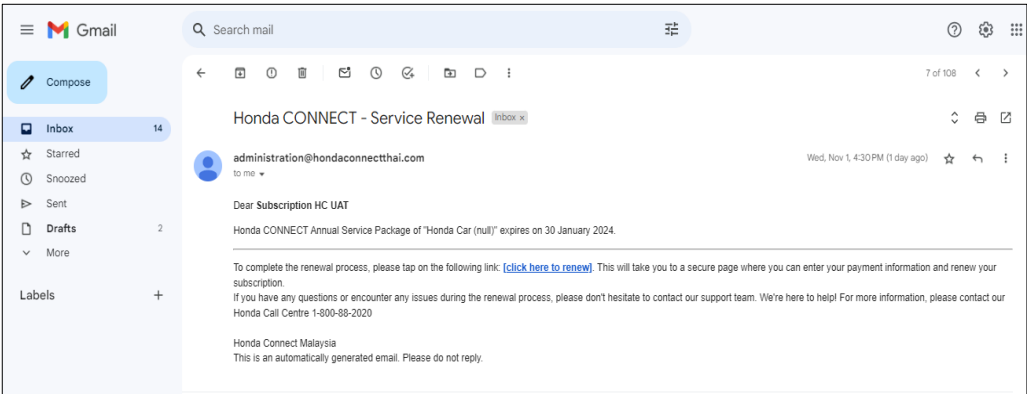 Gmail
Search mail
Compose
7 of 108
Honda CONNECT - Service Renewal Inbox x
Inbox 14
Starred
Snoozed
Sent
Drafts 2
More
Labels +
administration@hondaconnectthai.com
Wed, Nov 1, 4:30 PM (1 day ago)
to me
Dear Subscription HC UAT
Honda CONNECT Annual Service Package of "Honda Car (null)" expires on 30 January 2024.
To complete the renewal process, please tap on the following link: [click here to renew]. This will take you to a secure page where you can enter your payment information and renew your
subscription.
If you have any questions or encounter any issues during the renewal process, please don't hesitate to contact our support team. We're here to help! For more information, please contact our
Honda Call Centre 1-800-88-2020
Honda Connect Malaysia
This is an automatically generated email. Please do not reply.